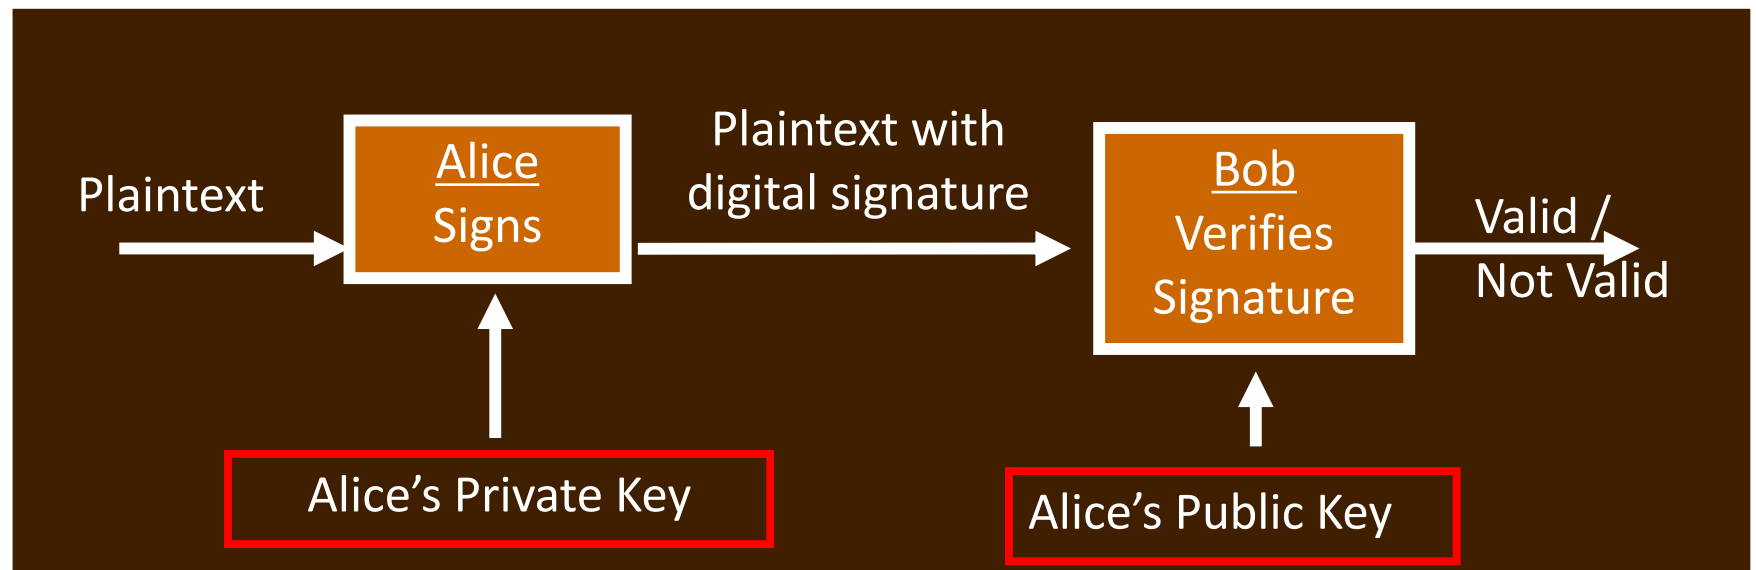 Plaintext
Alice
Signs
Plaintext with
digital signature
Bob
Verifies
Signature
Valid /
Not Valid
Alice’s Private Key
Alice’s Public Key